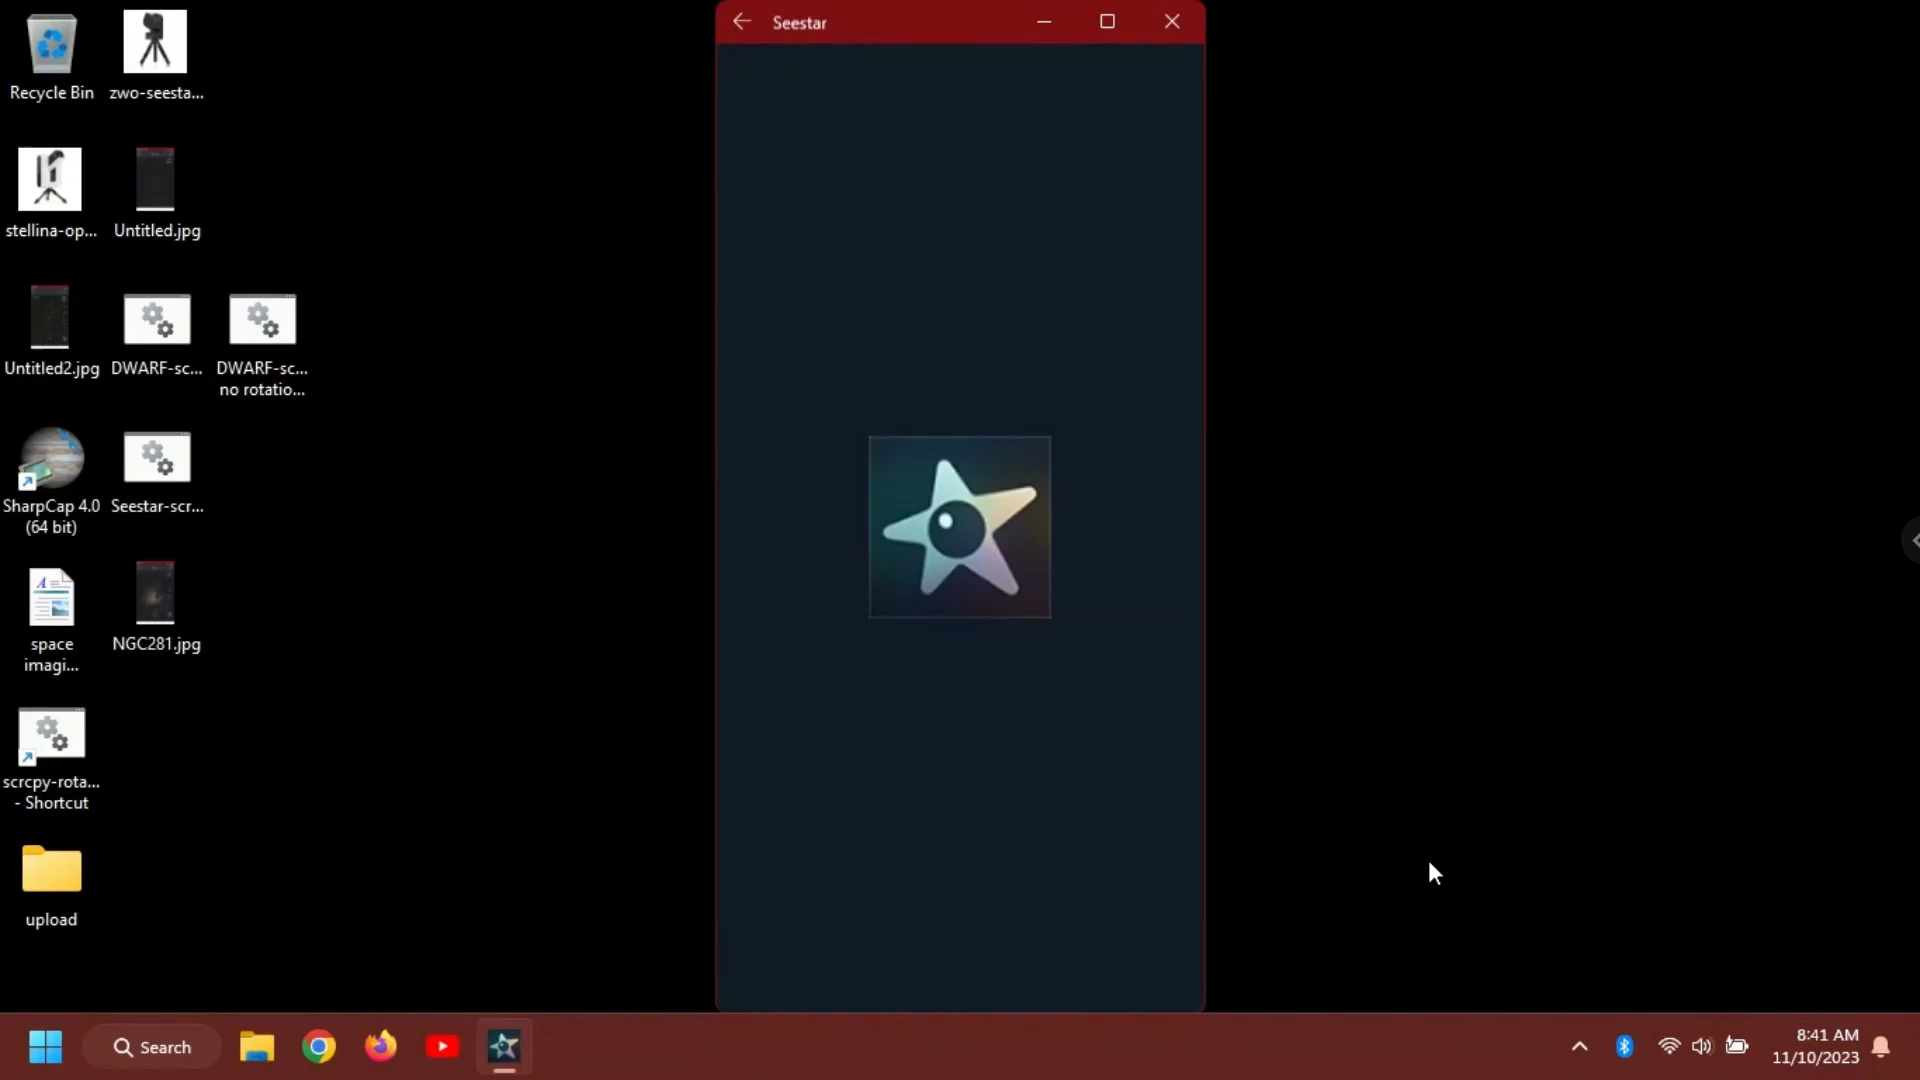 Seestar
Recycle Bin
zwo-seesta...
stellina-op...
Untitled.jpg
Untitled2.jpg
DWARF-sc...
DWARF-sc...
no rotatio...
SharpCap 4.0
(64 bit)
Seestar-scr...
space
imagi...
NGC281.jpg
scrcpy-rota...
- Shortcut
upload
Search
8:41 AM
11/10/2023